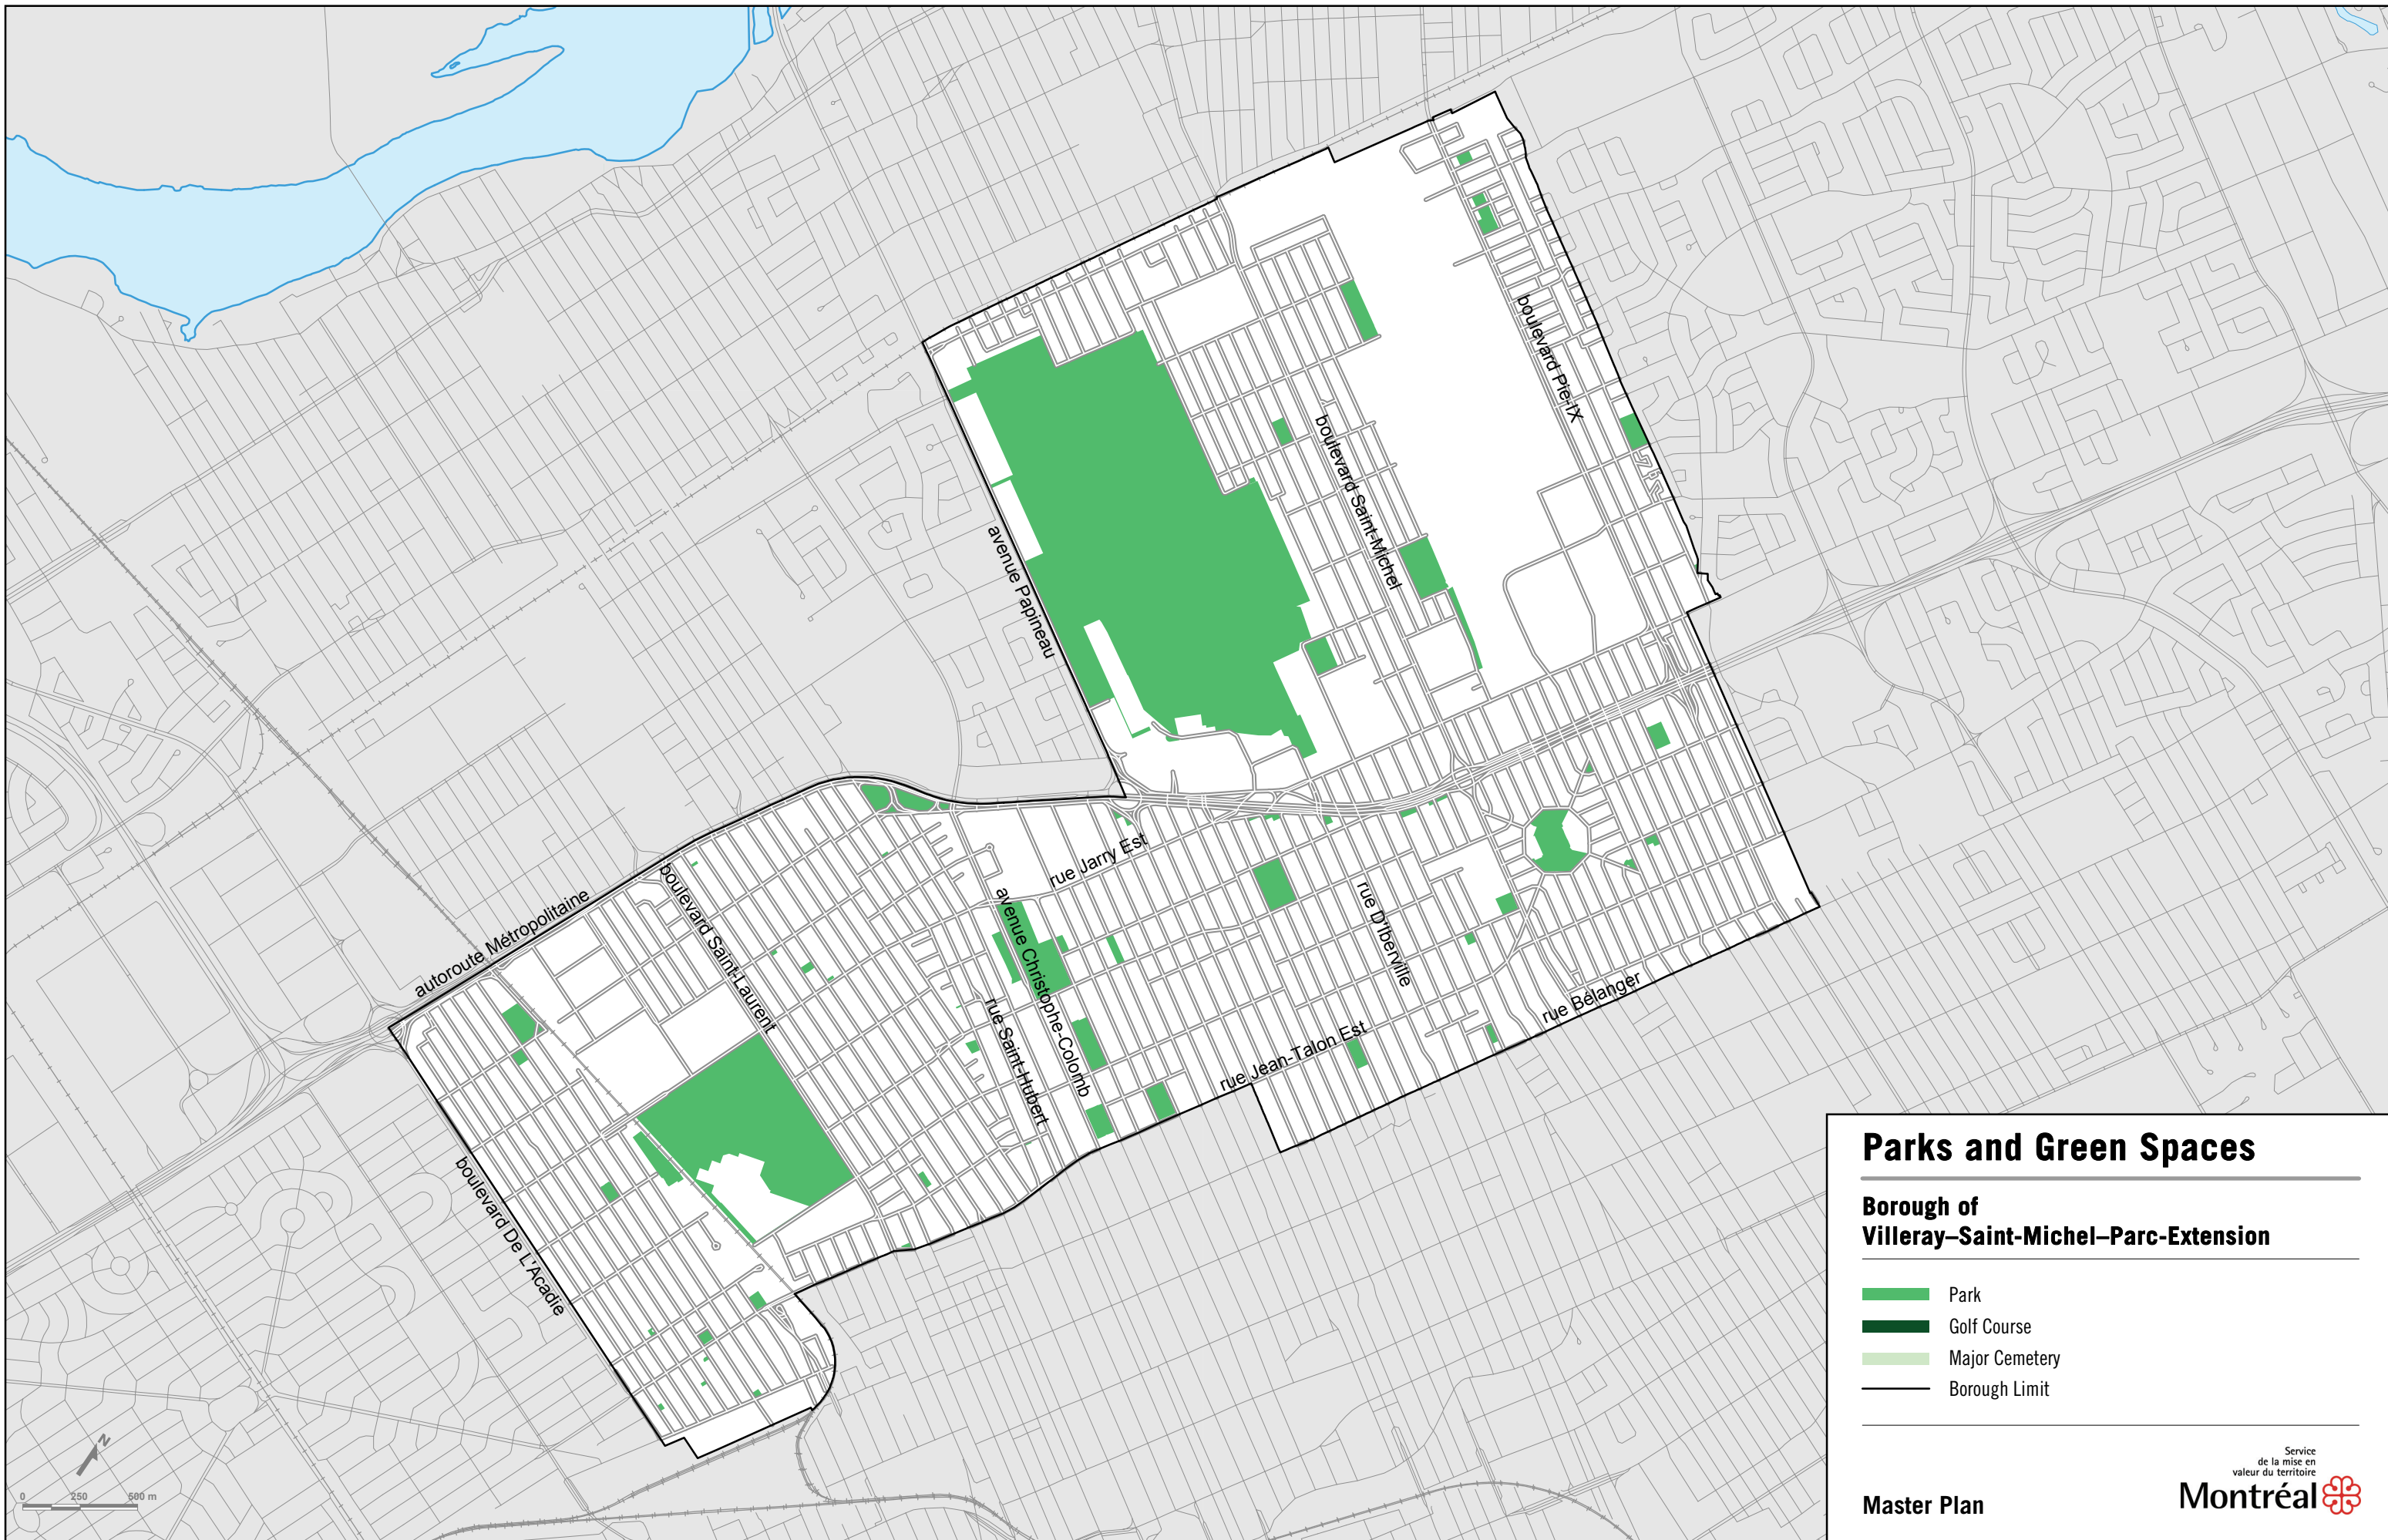 boulevard Pie-IX
boulevard Saint-Michel
avenue Papineau
rue Jarry Est
autoroute Métropolitaine
boulevard Saint-Laurent
avenue Christophe-Colomb
rue D'Iberville
rue Saint-Hubert
rue Bélanger
rue Jean-Talon Est
boulevard De L'Acadie
N
0 250 500 m
Parks and Green Spaces
Borough of
Villeray–Saint-Michel–Parc-Extension
Park
Golf Course
Major Cemetery
Borough Limit
Service
de la mise en
valeur du territoire
Montréal
Master Plan